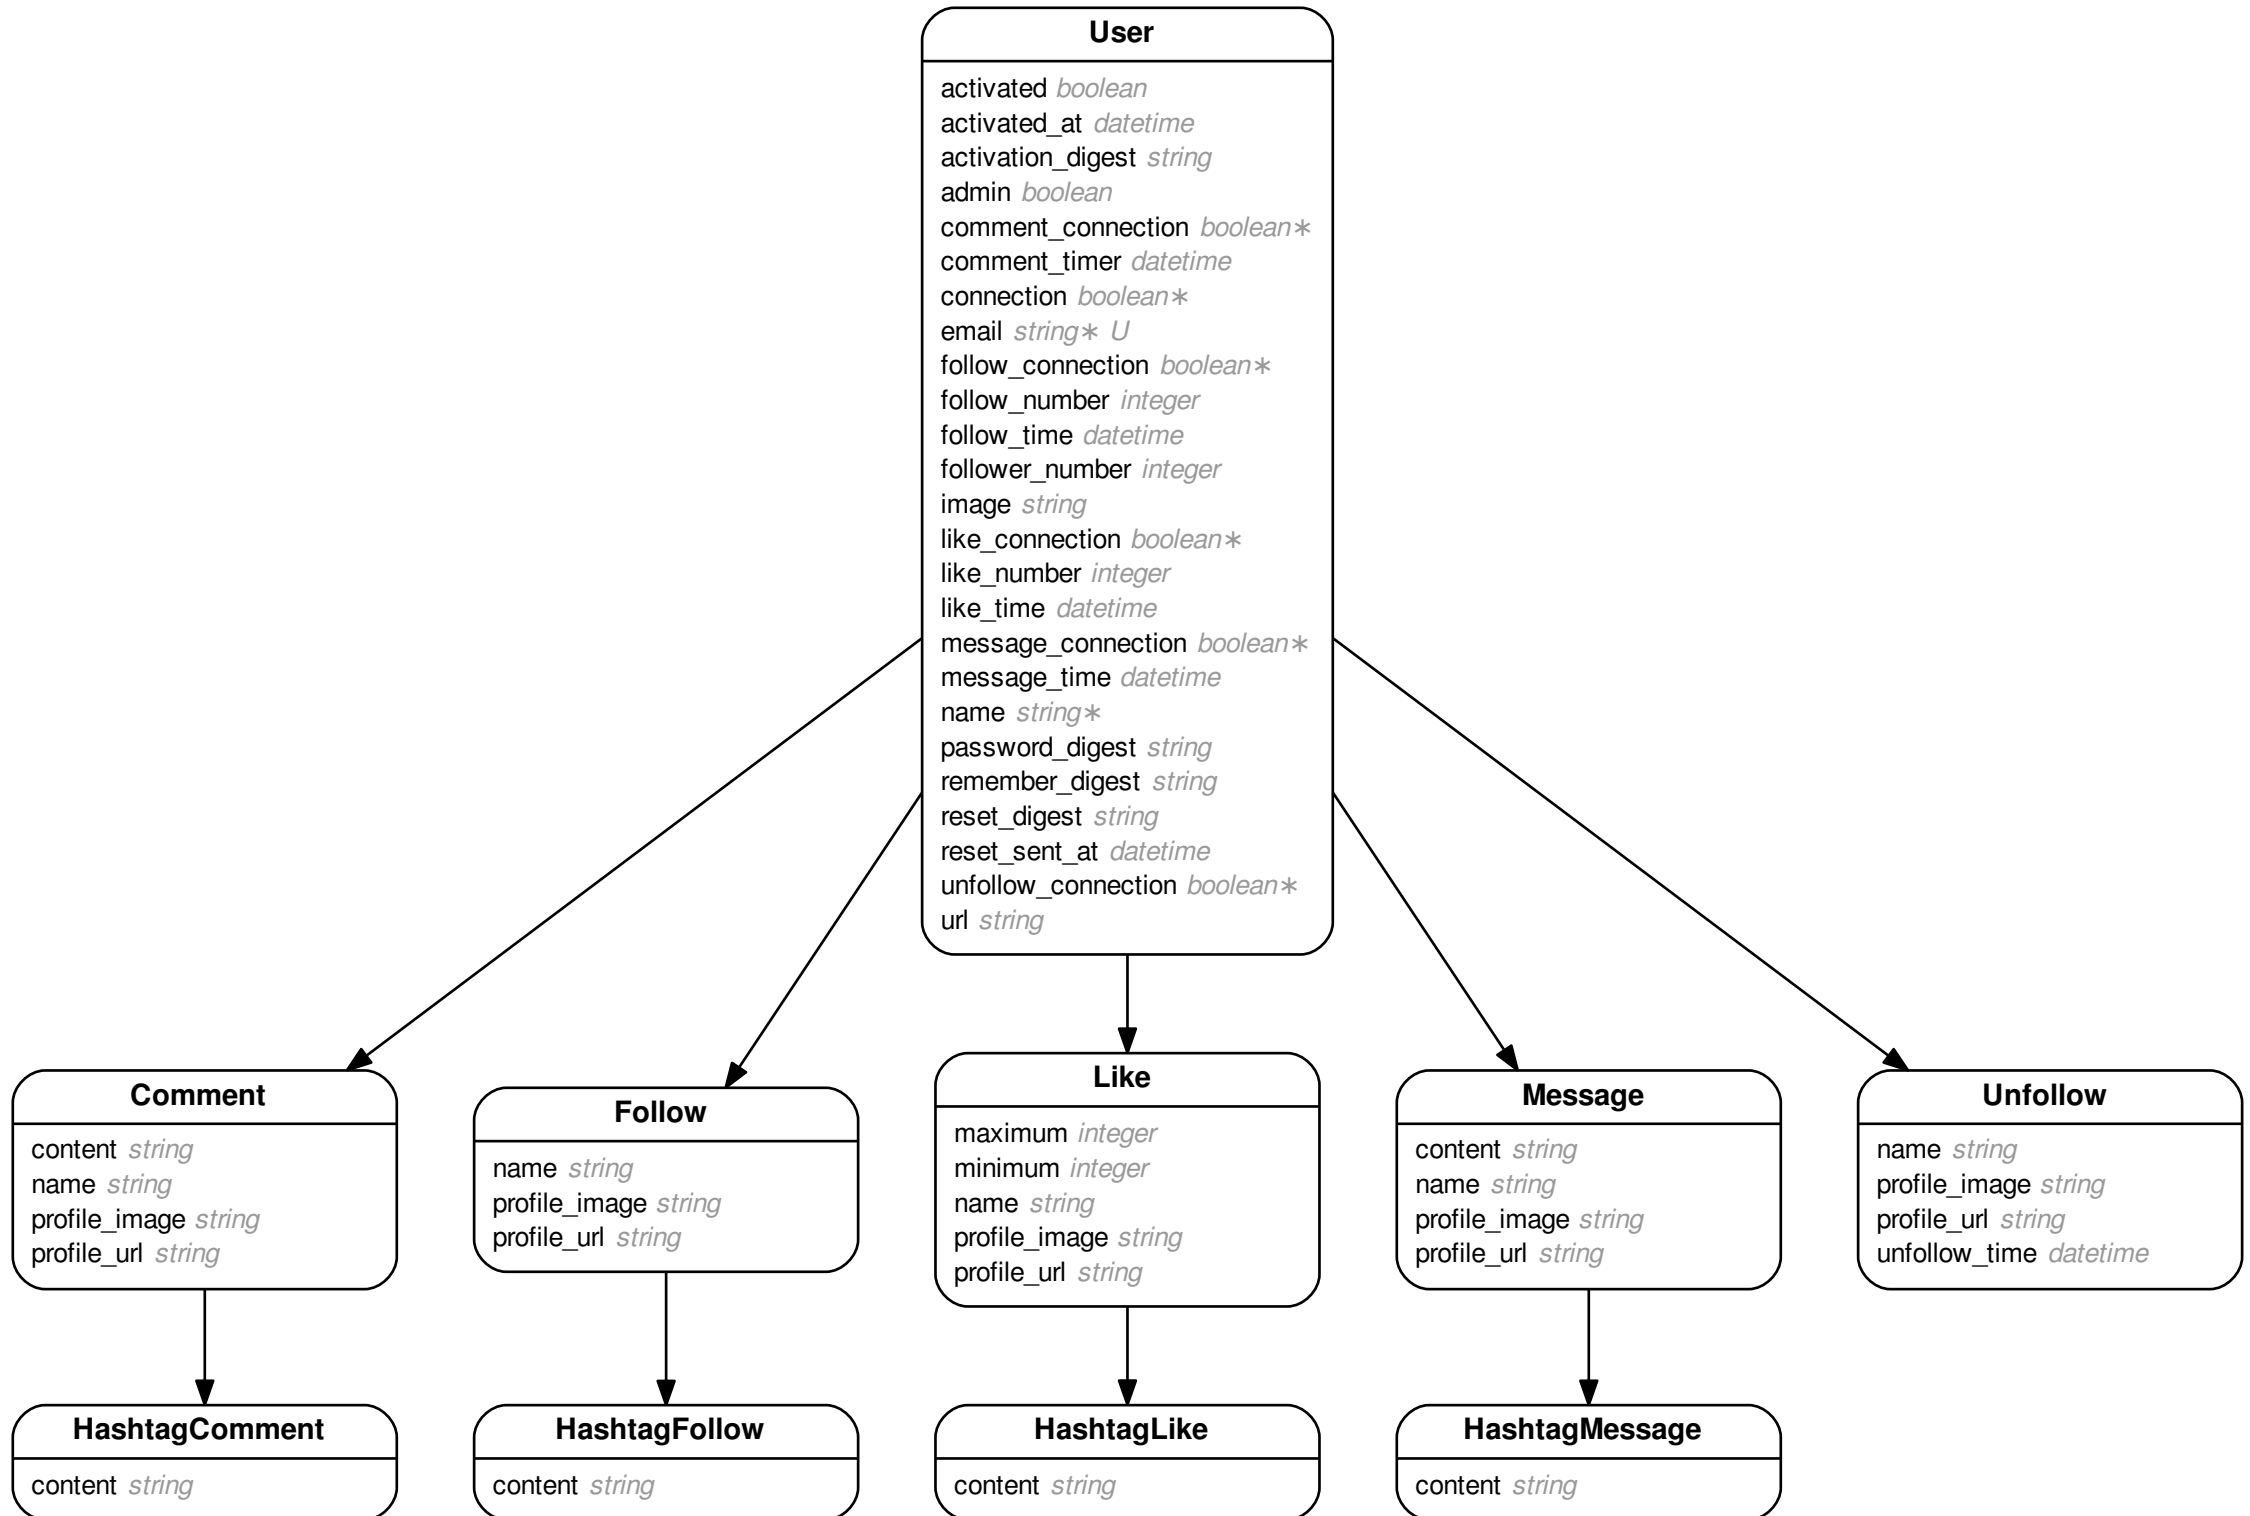 User
activated boolean
activated_at datetime
activation_digest string
admin boolean
comment_connection boolean∗
comment_timer datetime
connection boolean∗
email string∗ U
follow_connection boolean∗
follow_number integer
follow_time datetime
follower_number integer
image string
like_connection boolean∗
like_number integer
like_time datetime
message_connection boolean∗
message_time datetime
name string∗
password_digest string
remember_digest string
reset_digest string
reset_sent_at datetime
unfollow_connection boolean∗
url string
Comment
content string
name string
profile_image string
profile_url string
Follow
name string
profile_image string
profile_url string
Like
maximum integer
minimum integer
name string
profile_image string
profile_url string
Message
content string
name string
profile_image string
profile_url string
Unfollow
name string
profile_image string
profile_url string
unfollow_time datetime
HashtagComment
content string
HashtagFollow
content string
HashtagLike
content string
HashtagMessage
content string